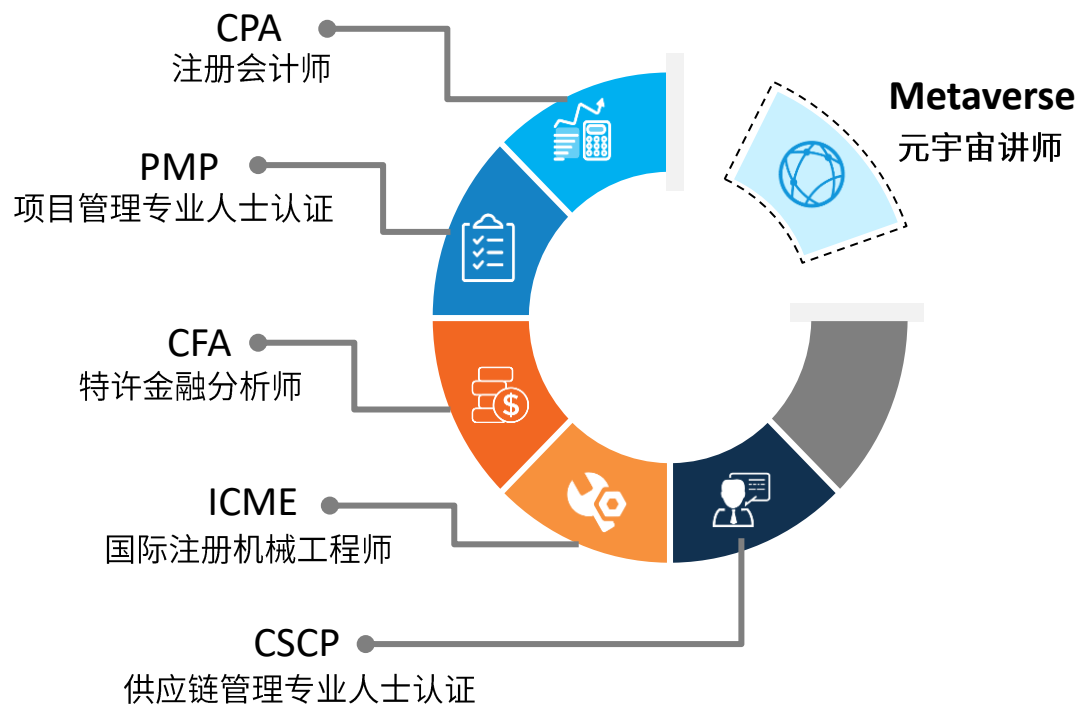 CPA
注册会计师
Metaverse
元宇宙讲师
PMP
项目管理专业人士认证
CFA
特许金融分析师
$
ICME
国际注册机械工程师
CSCP
供应链管理专业人士认证